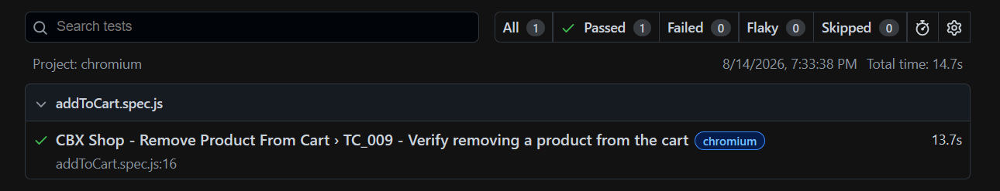 Search tests
All 1 Passed 1 Failed 0 Flaky 0 Skipped 0
Project: chromium 8/14/2026, 7:33:38 PM Total time: 14.7s
addToCart.spec.js
CBX Shop - Remove Product From Cart › TC_009 - Verify removing a product from the cart chromium 13.7s
addToCart.spec.js:16